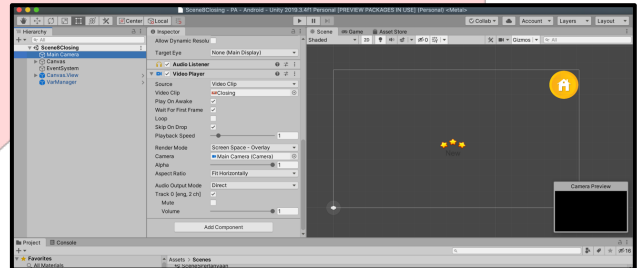 Scene8Closing - PA - Android - Unity 2019.3.4f1 Personal [PREVIEW PACKAGES IN USE] (Personal) <Metal>
Center Local Collab Account Layers Layout
Hierarchy
All
Scene8Closing
Main Camera
Canvas
EventSystem
Canvas.View
VarManager
Inspector
Allow Dynamic Resolu
Target Eye None (Main Display)
Audio Listener
Video Player
Source Video Clip
Video Clip Closing
Play On Awake
Wait For First Frame
Loop
Skip On Drop
Playback Speed 1
Render Mode Screen Space - Overlay
Camera Main Camera (Camera)
Alpha 1
Aspect Ratio Fit Horizontally
Audio Output Mode Direct
Track 0 [eng, 2 ch]
Mute
Volume 1
Add Component
Scene Game Asset Store
Shaded 2D 0 Gizmos All
Camera Preview
Project Console
16
Favorites
All Materials
Assets > Scenes